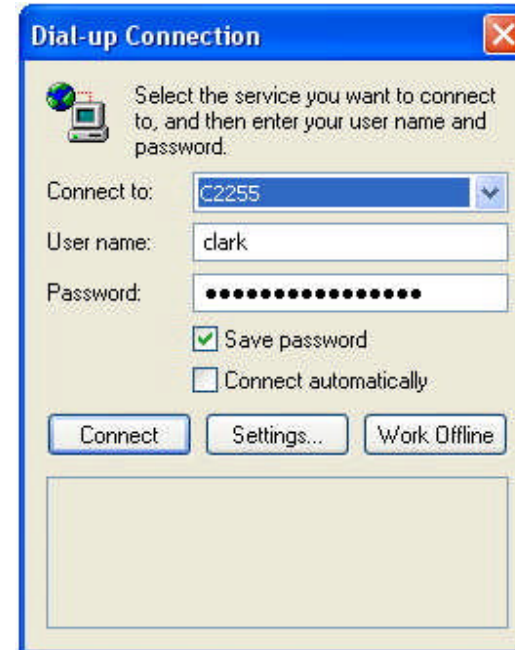 Dial-up Connection
Select the service you want to connect
to, and then enter your user name and
password.
Connect to: C2255
User name: clark
Password: ••••••••••••••••
Save password
Connect automatically
Connect Settings... Work Offline